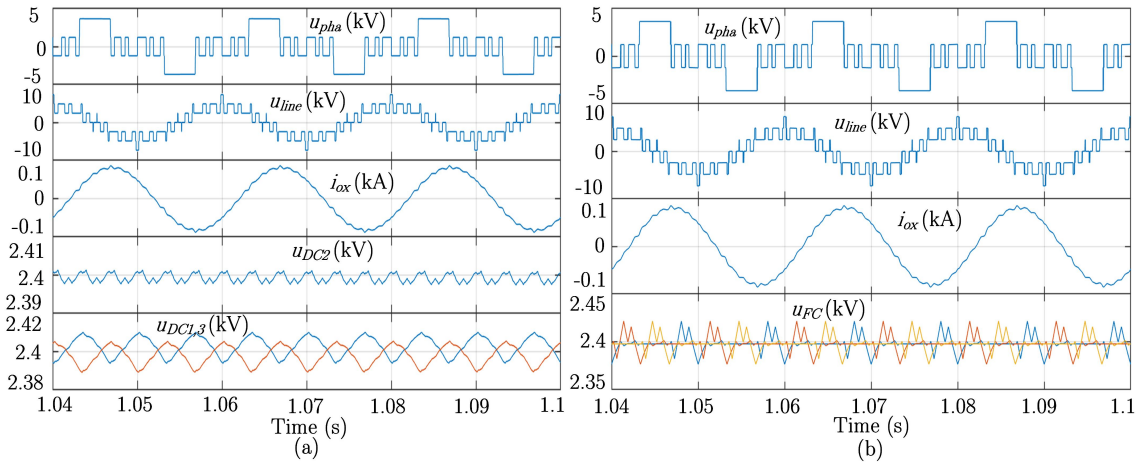 5
u_pha (kV)
0
-5
10
u_line (kV)
0
-10
0.1
i_ox (kA)
0
-0.1
2.41
u_DC2 (kV)
2.4
2.39
2.42
u_DC1,3 (kV)
2.4
2.38
1.04 1.05 1.06 1.07 1.08 1.09 1.1
Time (s)
(a)
5
u_pha (kV)
0
-5
10
u_line (kV)
0
-10
0.1
i_ox (kA)
0
-0.1
2.45
u_FC (kV)
2.4
2.35
1.04 1.05 1.06 1.07 1.08 1.09 1.1
Time (s)
(b)